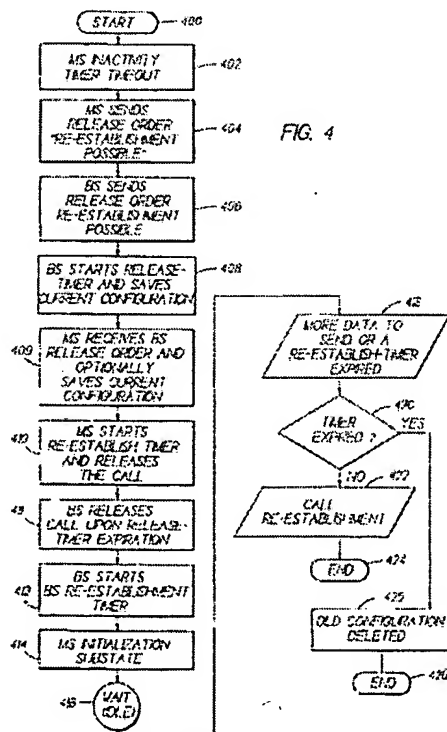 START
400
MS INACTIVITY
TIMER TIMEOUT
402
MS SENDS
RELEASE ORDER
"RE-ESTABLISHMENT
POSSIBLE"
404
FIG. 4
BS SENDS
RELEASE ORDER
RE-ESTABLISHMENT
POSSIBLE
406
BS STARTS RELEASE-
TIMER AND SAVES
CURRENT CONFIGURATION
408
409
MS RECEIVES BS
RELEASE ORDER AND
OPTIONALLY
SAVES CURRENT
CONFIGURATION
410
MS STARTS
RE-ESTABLISH TIMER
AND RELEASES
THE CALL
BS RELEASES
CALL UPON RELEASE-
TIMER EXPIRATION
412
BS STARTS
BS RE-ESTABLISHMENT
TIMER
414
MS INITIALIZATION
SUBSTATE
416
WAIT
(IDLE)
418
MORE DATA TO
SEND OR A
RE-ESTABLISH-TIMER
EXPIRED
TIMER
EXPIRED ?
YES
NO
422
CALL
RE-ESTABLISHMENT
END
424
OLD CONFIGURATION
DELETED
END